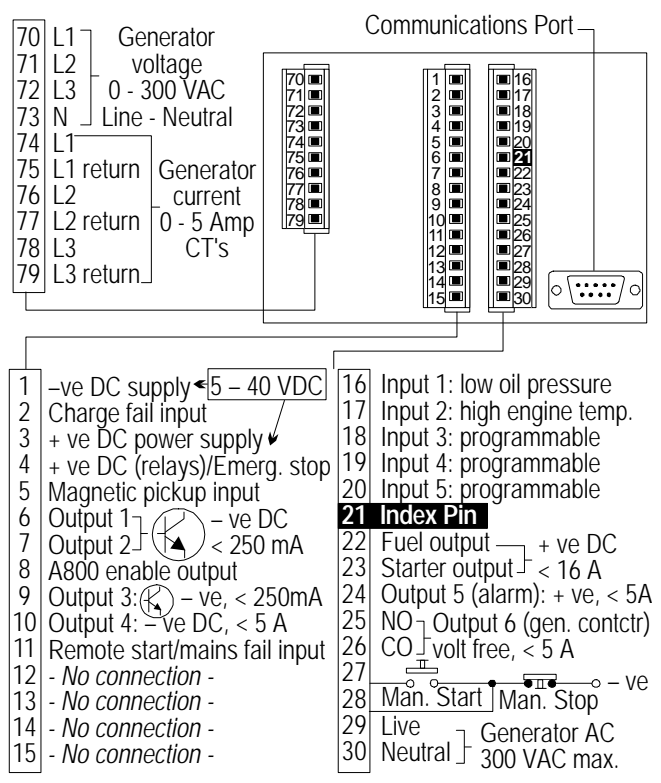 Communications Port
70 L1
71 L2
72 L3
73 N
Generator
voltage
0 - 300 VAC
Line - Neutral
74 L1
75 L1 return
76 L2
77 L2 return
78 L3
79 L3 return
Generator
current
0 - 5 Amp
CT's
70
71
72
73
74
75
76
77
78
79
1
2
3
4
5
6
7
8
9
10
11
12
13
14
15
16
17
18
19
20
21
22
23
24
25
26
27
28
29
30
1 –ve DC supply 5 – 40 VDC
2 Charge fail input
3 + ve DC power supply
4 + ve DC (relays)/Emerg. stop
5 Magnetic pickup input
6 Output 1 – ve DC
7 Output 2 < 250 mA
8 A800 enable output
9 Output 3: – ve, < 250mA
10 Output 4: – ve DC, < 5 A
11 Remote start/mains fail input
12 - No connection -
13 - No connection -
14 - No connection -
15 - No connection -
16 Input 1: low oil pressure
17 Input 2: high engine temp.
18 Input 3: programmable
19 Input 4: programmable
20 Input 5: programmable
21 Index Pin
22 Fuel output + ve DC
23 Starter output < 16 A
24 Output 5 (alarm): + ve, < 5A
25 NO Output 6 (gen. contctr)
26 CO volt free, < 5 A
27 – ve
28 Man. Start Man. Stop
29 Live Generator AC
30 Neutral 300 VAC max.